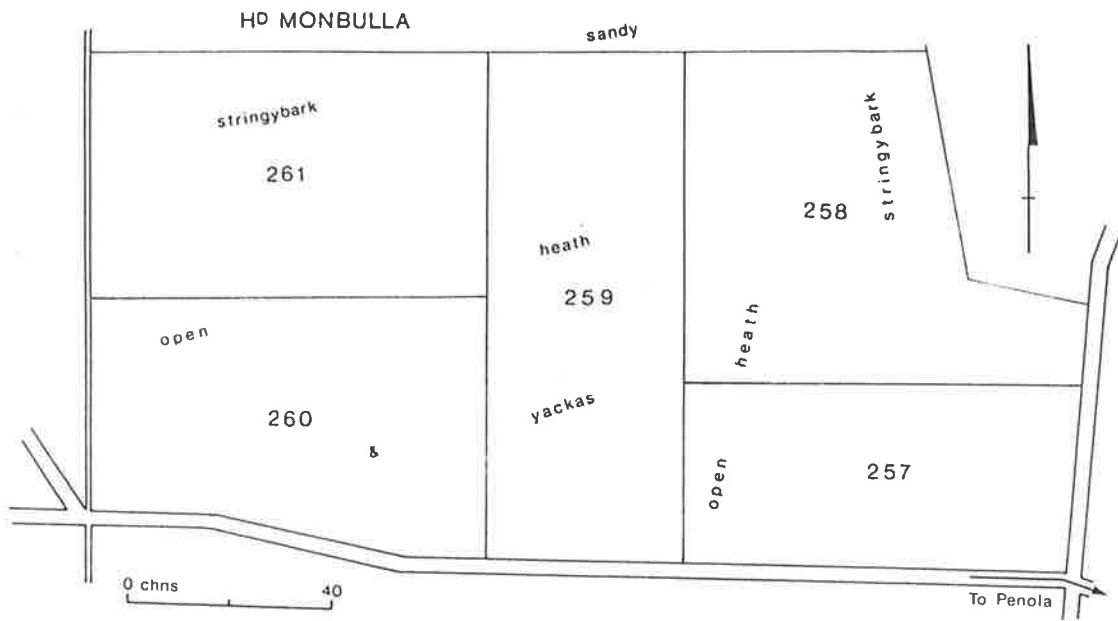 HD MONBULLA
sandy
stringybark
261
stringybark
258
heath
259
open
heath
yackas
260
&
open
257
0 chns 40
To Penola